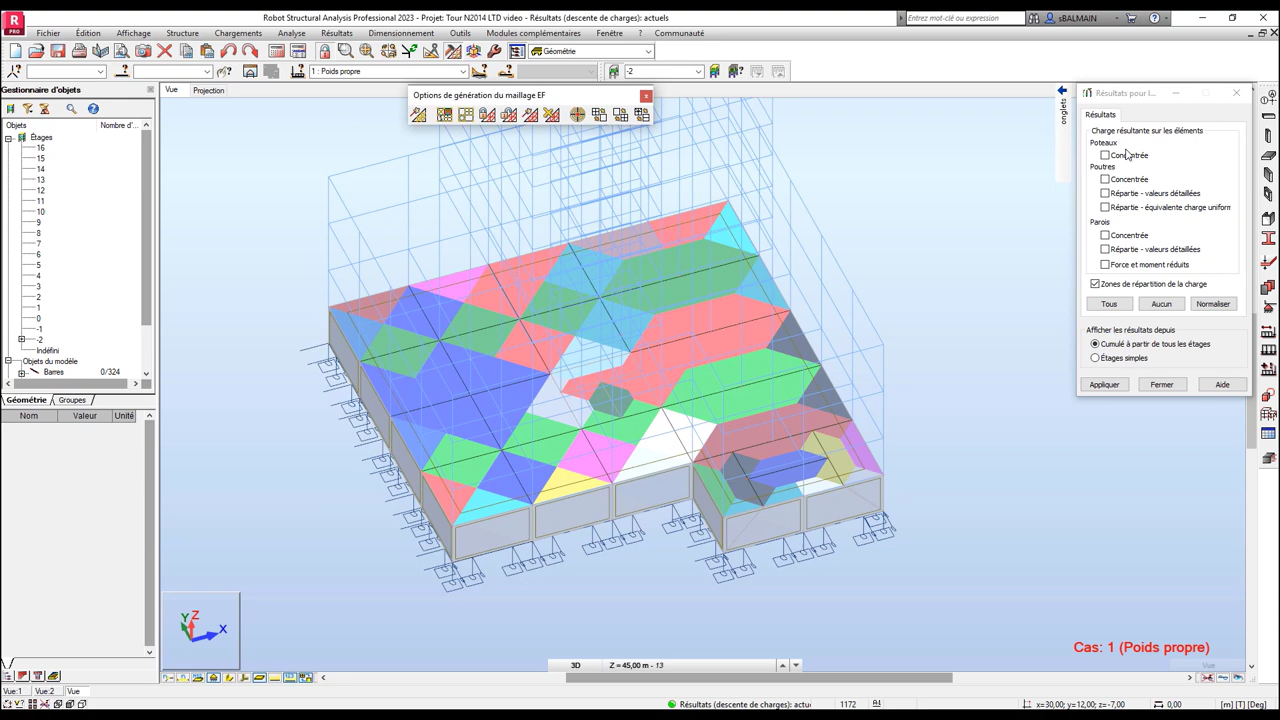 Robot Structural Analysis Professional 2023 - Projet: Tour N2014 LTD video - Résultats (descente de charges): actuels
Entrez mot-clé ou expression
sBALMAIN
PRO
Fichier Édition Affichage Structure Chargements Analyse Résultats Dimensionnement Outils Modules complémentaires Fenêtre ? Communauté
Géométrie
1 : Poids propre
-2
Gestionnaire d'objets
Objets Nombre d'...
Étages
16
15
14
13
12
11
10
9
8
7
6
5
4
3
2
1
0
-1
-2
Indéfini
Objets du modèle
Barres 0/324
Géométrie Groupes
Nom Valeur Unité
Vue Projection
Options de génération du maillage EF
onglets
Résultats pour l...
Résultats
Charge résultante sur les éléments
Poteaux
Concentrée
Poutres
Concentrée
Répartie - valeurs détaillées
Répartie - équivalente charge uniform
Parois
Concentrée
Répartie - valeurs détaillées
Force et moment réduits
Zones de répartition de la charge
Tous Aucun Normaliser
Afficher les résultats depuis
Cumulé à partir de tous les étages
Étages simples
Appliquer Fermer Aide
Z
Y
X
Cas: 1 (Poids propre)
3D Z = 45,00 m - 13
Vue
Vue:1 Vue:2 Vue
Résultats (descente de charges): actuc
1172
x=30,00; y=12,00; z=-7,00
0,00
[m] [T] [Deg]